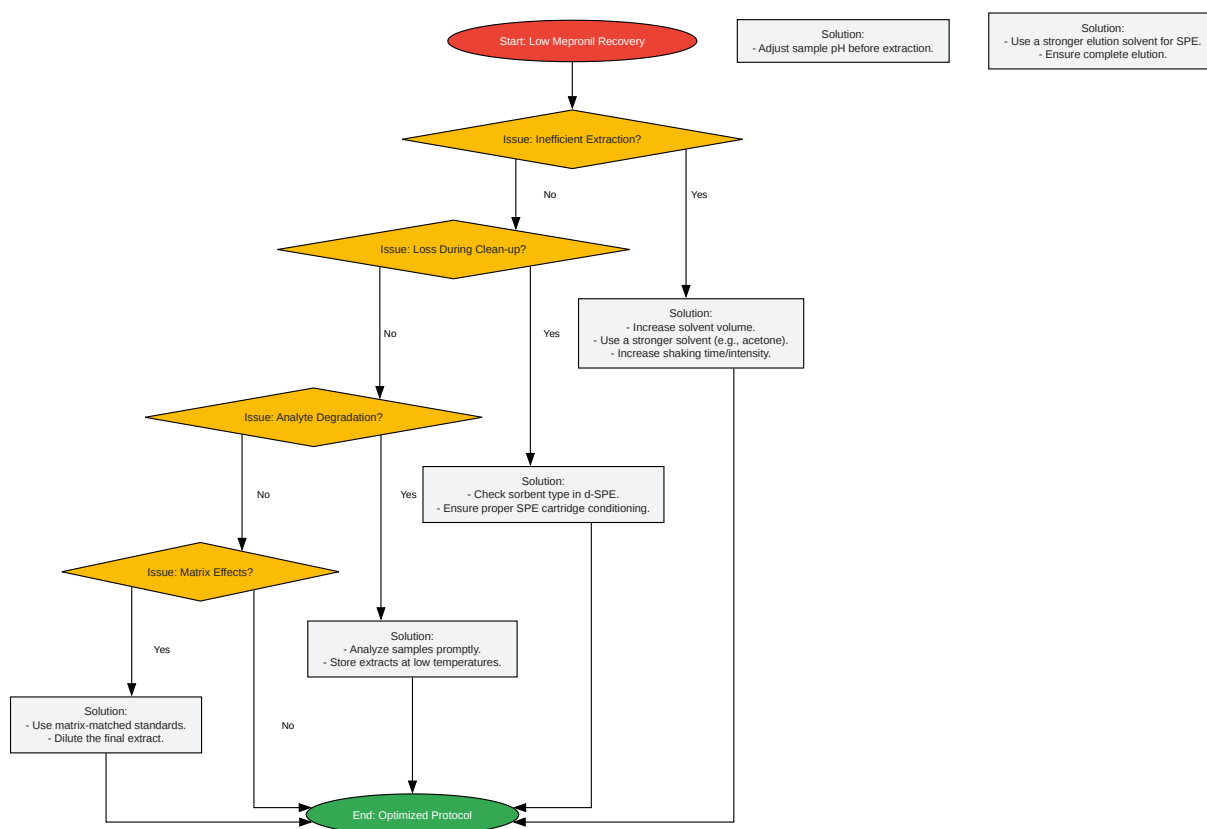 Start: Low Mepronil Recovery
Solution:
- Adjust sample pH before extraction.
Solution:
- Use a stronger elution solvent for SPE.
- Ensure complete elution.
Issue: Inefficient Extraction?
No
Yes
Issue: Loss During Clean-up?
No
Yes
Solution:
- Increase solvent volume.
- Use a stronger solvent (e.g., acetone).
- Increase shaking time/intensity.
Issue: Analyte Degradation?
No
Yes
Solution:
- Check sorbent type in d-SPE.
- Ensure proper SPE cartridge conditioning.
Issue: Matrix Effects?
Yes
No
Solution:
- Analyze samples promptly.
- Store extracts at low temperatures.
Solution:
- Use matrix-matched standards.
- Dilute the final extract.
End: Optimized Protocol